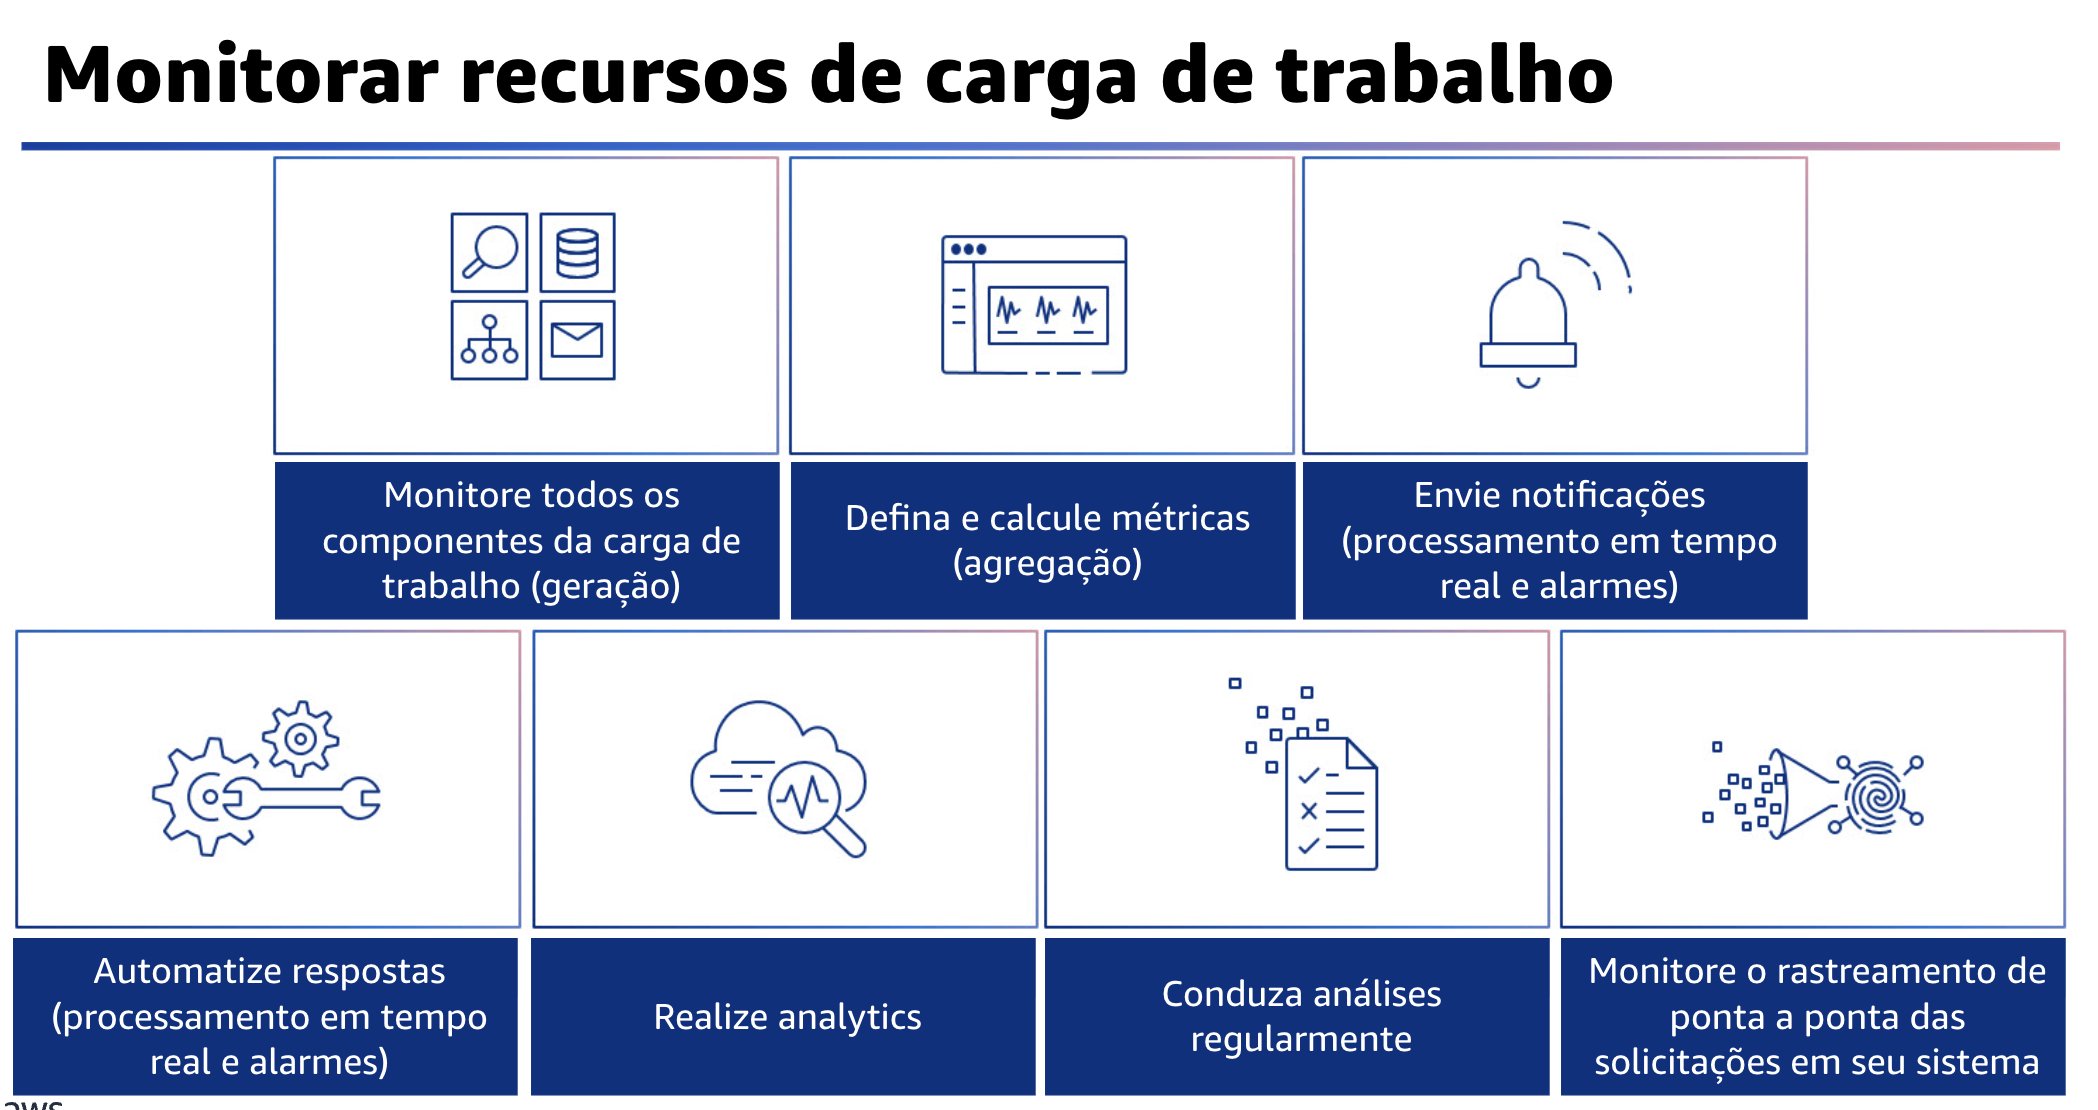 Monitorar recursos de carga de trabalho
Monitore todos os
componentes da carga de
trabalho (geração)
Defina e calcule métricas
(agregação)
Envie notificações
(processamento em tempo
real e alarmes)
Automatize respostas
(processamento em tempo
real e alarmes)
Realize analytics
Conduza análises
regularmente
Monitore o rastreamento de
ponta a ponta das
solicitações em seu sistema
aws